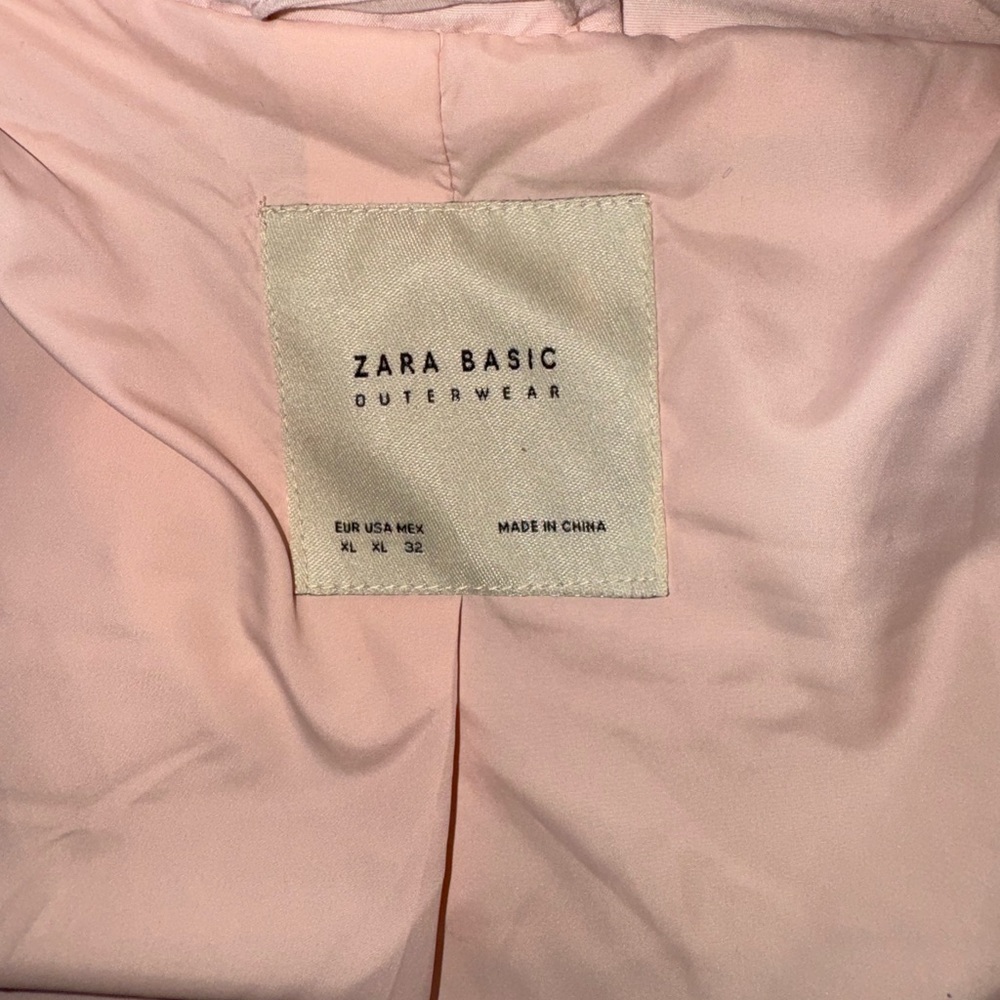 ZARA BASIC
OUTERWEAR
EUR USA MEX
XL XL 32
MADE IN CHINA